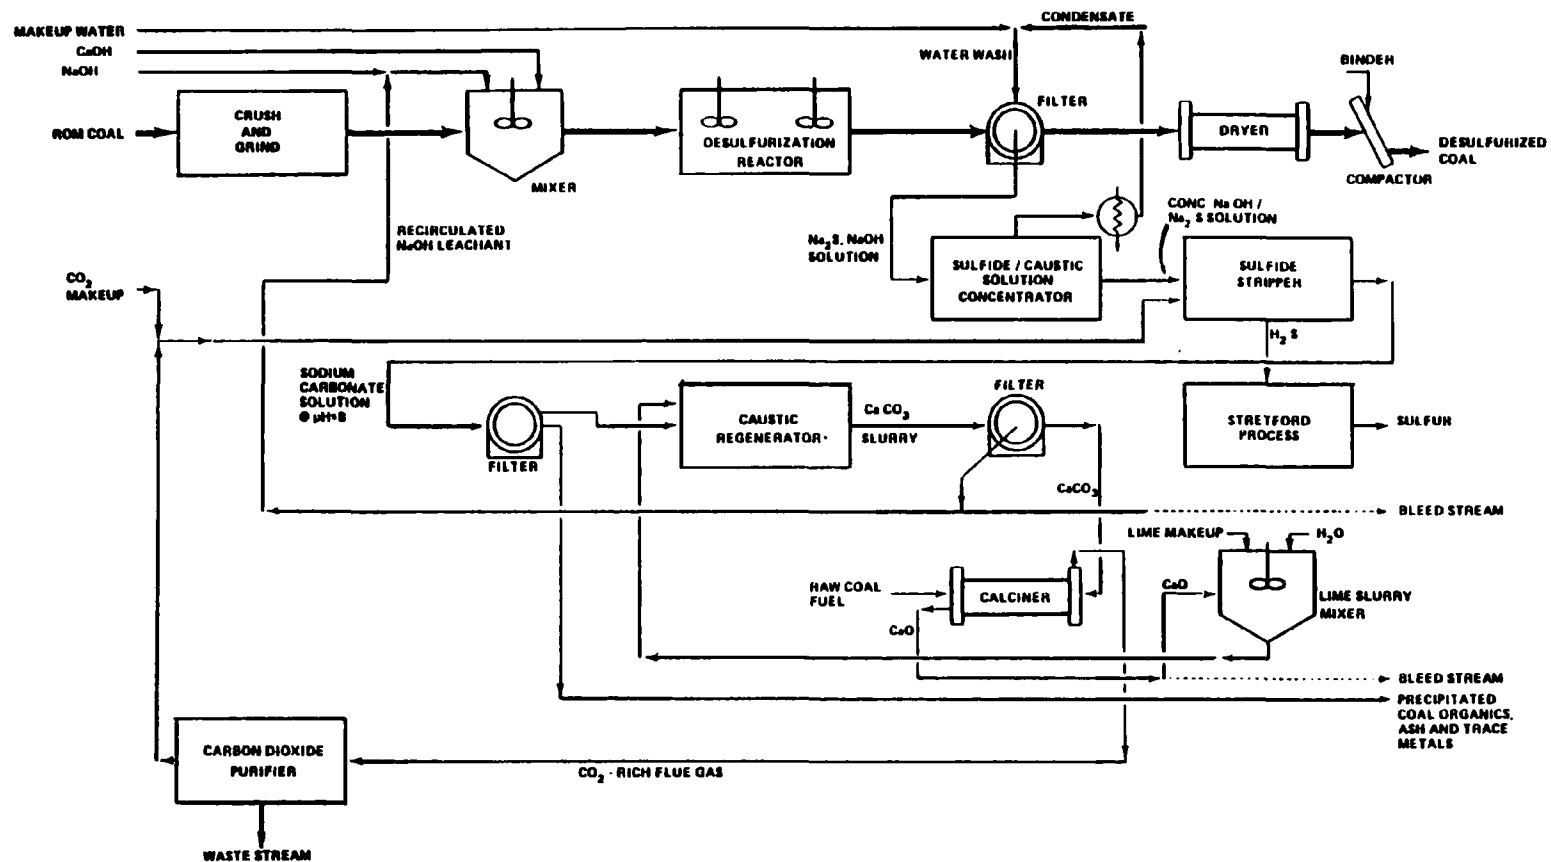 CONDENSATE
MAKEUP WATER
CaOH
NaOH
WATER WASH
BINDER
FILTER
ROM COAL
CRUSH
AND
GRIND
MIXER
DESULFURIZATION
REACTOR
DRYER
DESULFURIZED
COAL
COMPACTOR
RECIRCULATED
NaOH LEACHANT
Na2S, NaOH
SOLUTION
CONC NaOH /
Na2 S SOLUTION
SULFIDE / CAUSTIC
SOLUTION
CONCENTRATOR
SULFIDE
STRIPPER
CO2
MAKEUP
H2 S
SODIUM
CARBONATE
SOLUTION
@ pH=8
FILTER
CAUSTIC
REGENERATOR
CaCO3
SLURRY
FILTER
STRETFORD
PROCESS
SULFUR
CaCO3
BLEED STREAM
LIME MAKEUP
H2O
RAW COAL
FUEL
CALCINER
CaO
CaO
LIME SLURRY
MIXER
BLEED STREAM
PRECIPITATED
COAL ORGANICS,
ASH AND TRACE
METALS
CARBON DIOXIDE
PURIFIER
CO2 - RICH FLUE GAS
WASTE STREAM